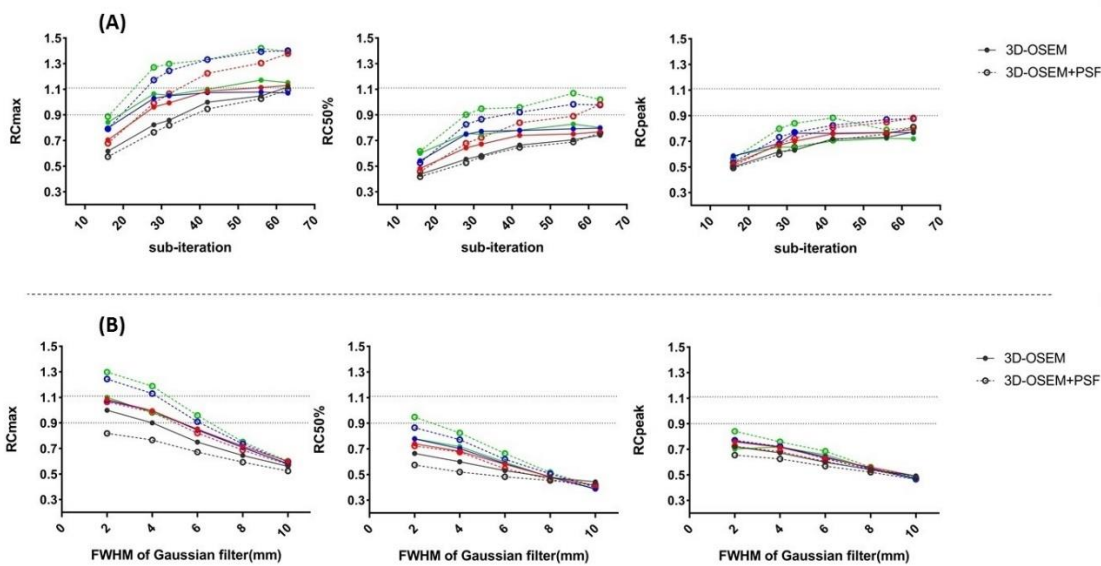 (A)
RCmax
1.5
1.3
1.1
0.9
0.7
0.5
0.3
10 20 30 40 50 60 70
sub-iteration
RC50%
1.5
1.3
1.1
0.9
0.7
0.5
0.3
10 20 30 40 50 60 70
sub-iteration
RCpeak
1.5
1.3
1.1
0.9
0.7
0.5
0.3
10 20 30 40 50 60 70
sub-iteration
3D-OSEM
3D-OSEM+PSF
(B)
RCmax
1.5
1.3
1.1
0.9
0.7
0.5
0.3
0 2 4 6 8 10
FWHM of Gaussian filter(mm)
RC50%
1.5
1.3
1.1
0.9
0.7
0.5
0.3
0 2 4 6 8 10
FWHM of Gaussian filter(mm)
RCpeak
1.5
1.3
1.1
0.9
0.7
0.5
0.3
0 2 4 6 8 10
FWHM of Gaussian filter(mm)
3D-OSEM
3D-OSEM+PSF